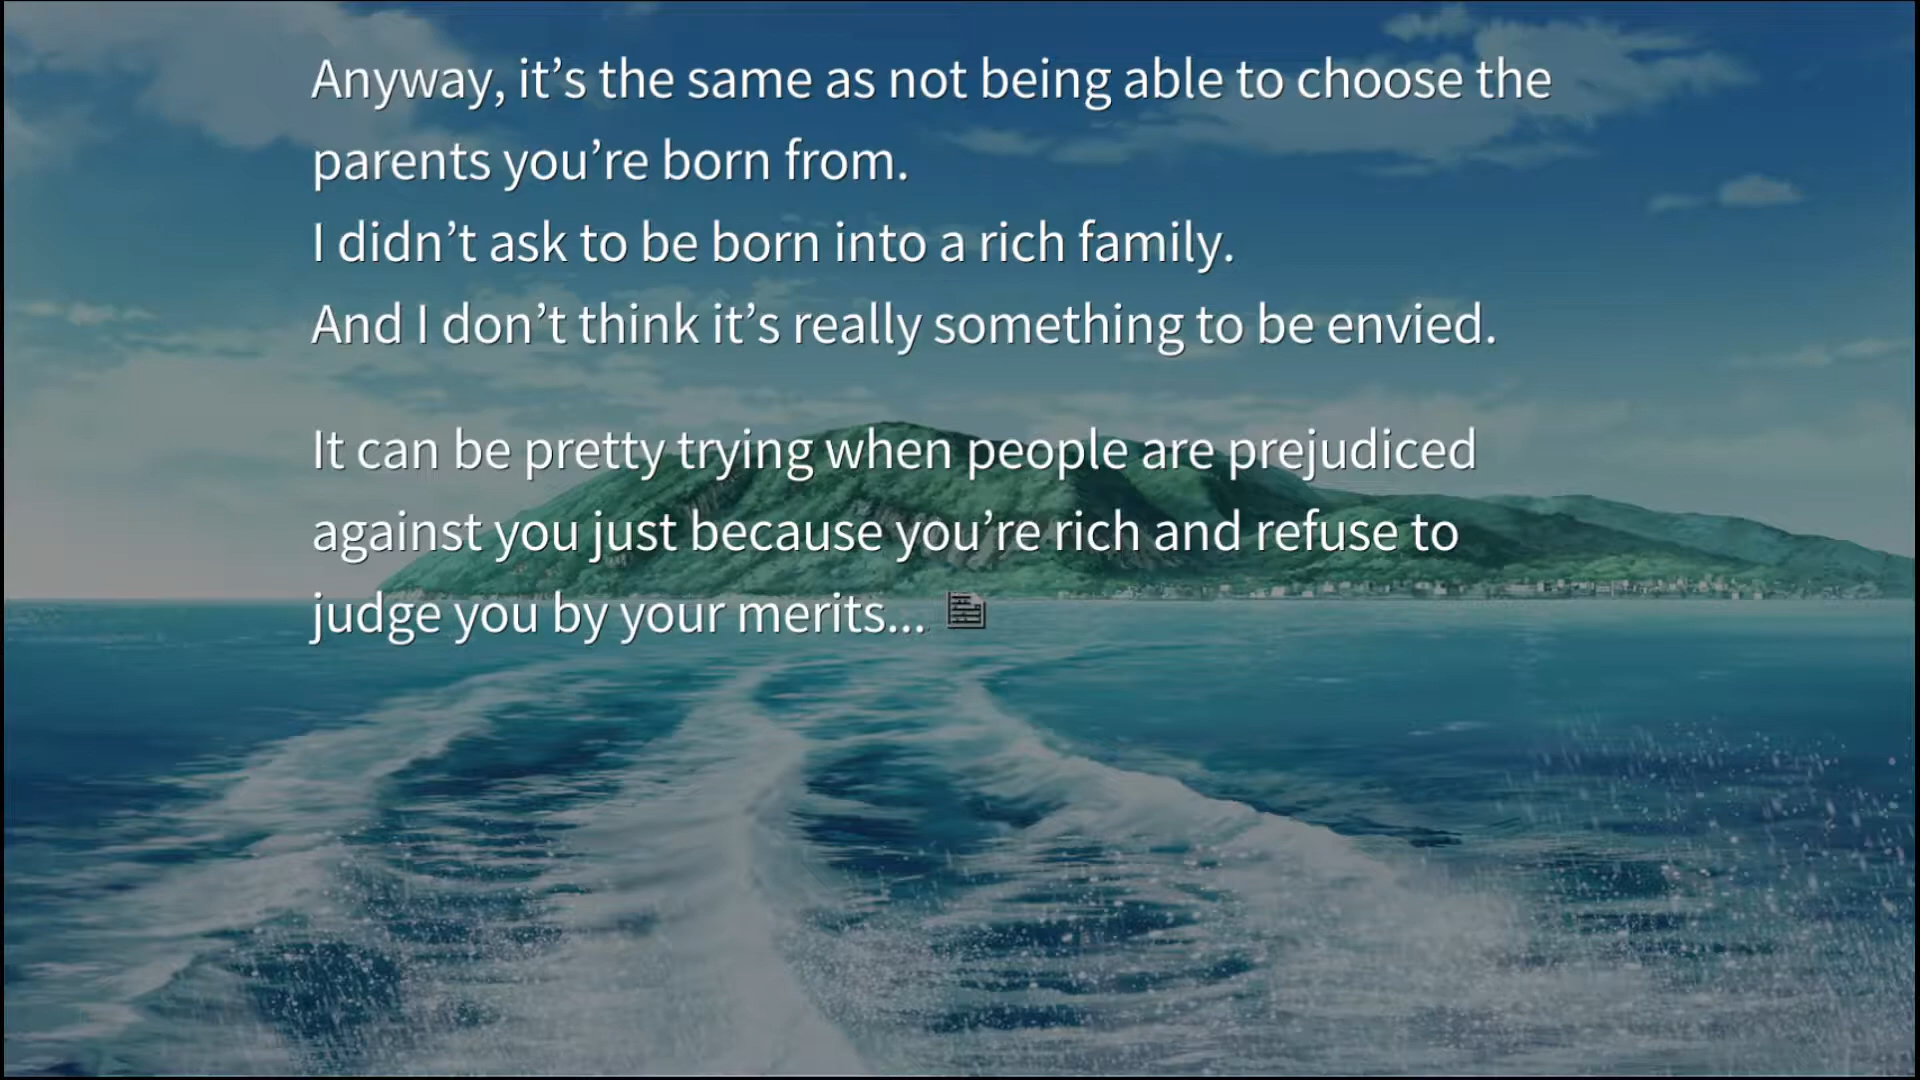 Anyway, it’s the same as not being able to choose the
parents you’re born from.
I didn’t ask to be born into a rich family.
And I don’t think it’s really something to be envied.
It can be pretty trying when people are prejudiced
against you just because you’re rich and refuse to
judge you by your merits...